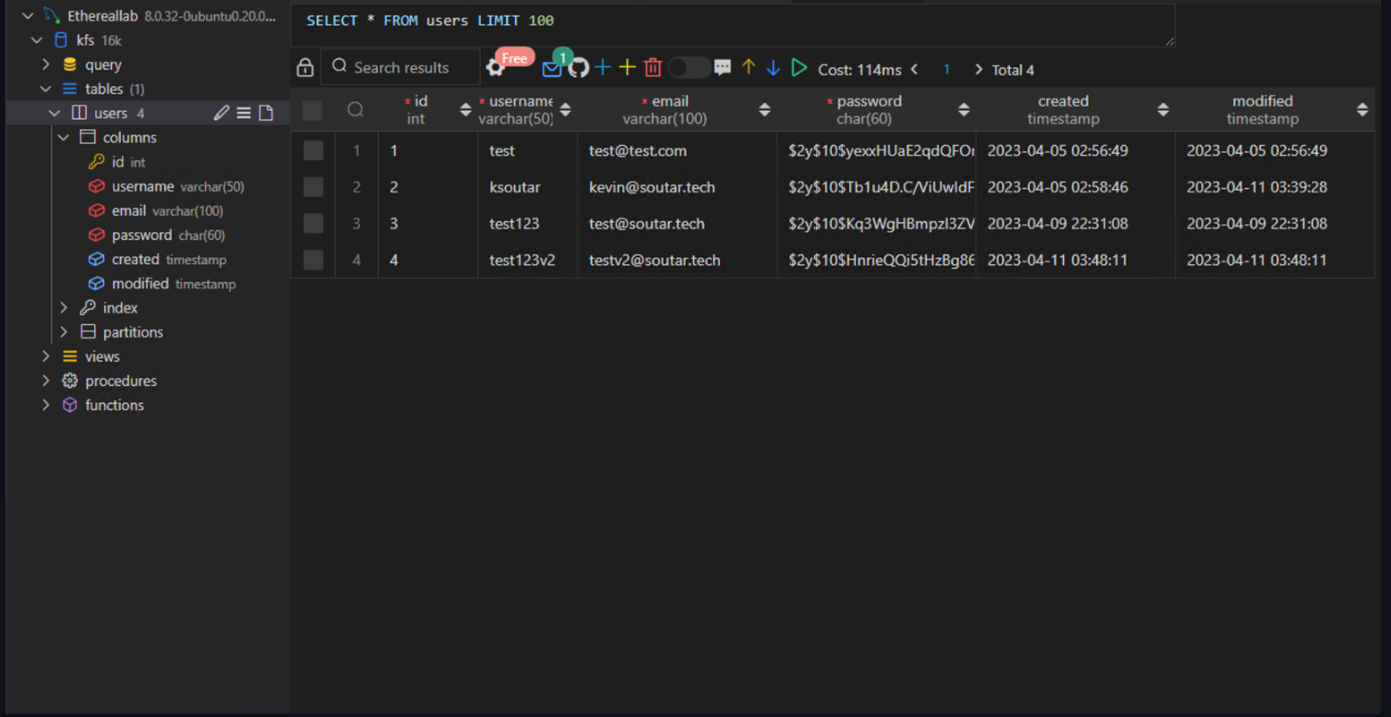 Ethereallab 8.0.32-0ubuntu0.20.0...
kfs 16k
query
tables (1)
users 4
columns
id int
username varchar(50)
email varchar(100)
password char(60)
created timestamp
modified timestamp
index
partitions
views
procedures
functions
SELECT * FROM users LIMIT 100
Search results Free 1 Cost: 114ms 1 Total 4
* id * username * email * password created modified
int varchar(50) varchar(100) char(60) timestamp timestamp
1 1 test test@test.com $2y$10$yexxHUaE2qdQFO 2023-04-05 02:56:49 2023-04-05 02:56:49
2 2 ksoutar kevin@soutar.tech $2y$10$Tb1u4D.C/ViUwIdF 2023-04-05 02:58:46 2023-04-11 03:39:28
3 3 test123 test@soutar.tech $2y$10$Kq3WgHBmpzI3ZV 2023-04-09 22:31:08 2023-04-09 22:31:08
4 4 test123v2 testv2@soutar.tech $2y$10$HnrieQQi5tHzBg86 2023-04-11 03:48:11 2023-04-11 03:48:11